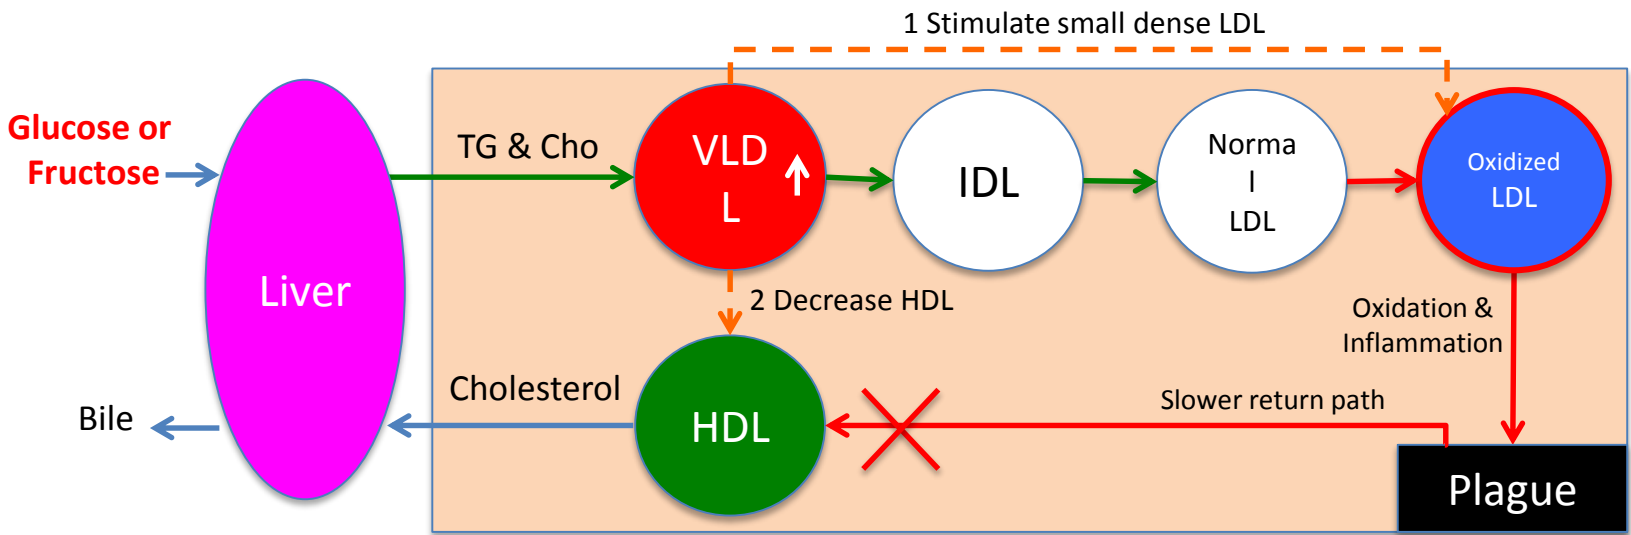 1 Stimulate small dense LDL
Glucose or
Fructose
TG & Cho
VLD
L
IDL
Norma
l
LDL
Oxidized
LDL
Liver
2 Decrease HDL
Oxidation &
Inflammation
Cholesterol
Slower return path
Bile
HDL
Plague